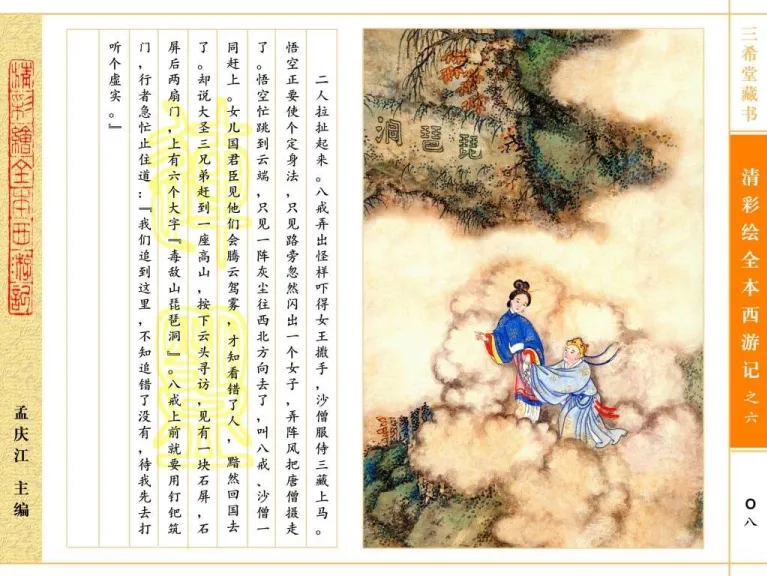 三希堂藏书
清彩绘全本西游记之六
〇八
洞琶琵
二人拉扯起来。八戒弄出怪样吓得女王撒手，沙僧服侍三藏上马。
悟空正要使个定身法，只见路旁忽然闪出一个女子，弄阵风把唐僧摄走
了。悟空忙跳到云端，只见一阵灰尘往西北方向去了，叫八戒、沙僧一
同赶上。女儿国君臣见他们会腾云驾雾，才知看错了人，黯然回国去
了。却说大圣三兄弟赶到一座高山，按下云头寻访，见有一块石屏，石
屏后两扇门，上有六个大字『毒敌山琵琶洞』。八戒上前就要用钉钯筑
门，行者急忙止住道：『我们追到这里，不知追错了没有，待我先去打
听个虚实。』
清彩绘全本西游记
孟庆江 主编